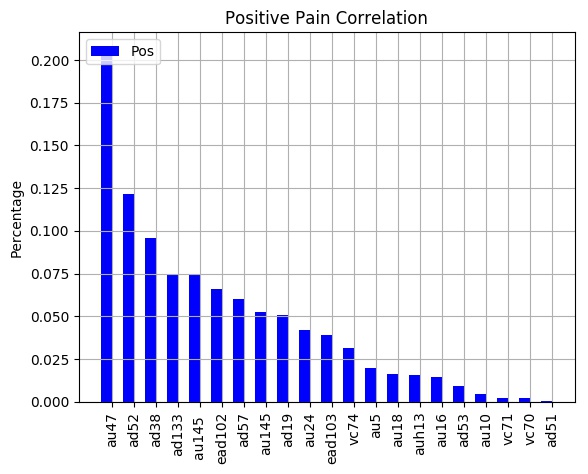 Positive Pain Correlation
Pos
Percentage
0.200
0.175
0.150
0.125
0.100
0.075
0.050
0.025
0.000
au47
ad52
ad38
ad133
au145
ead102
ad57
au145
ad19
au24
ead103
vc74
au5
au18
auh13
au16
ad53
au10
vc71
vc70
ad51